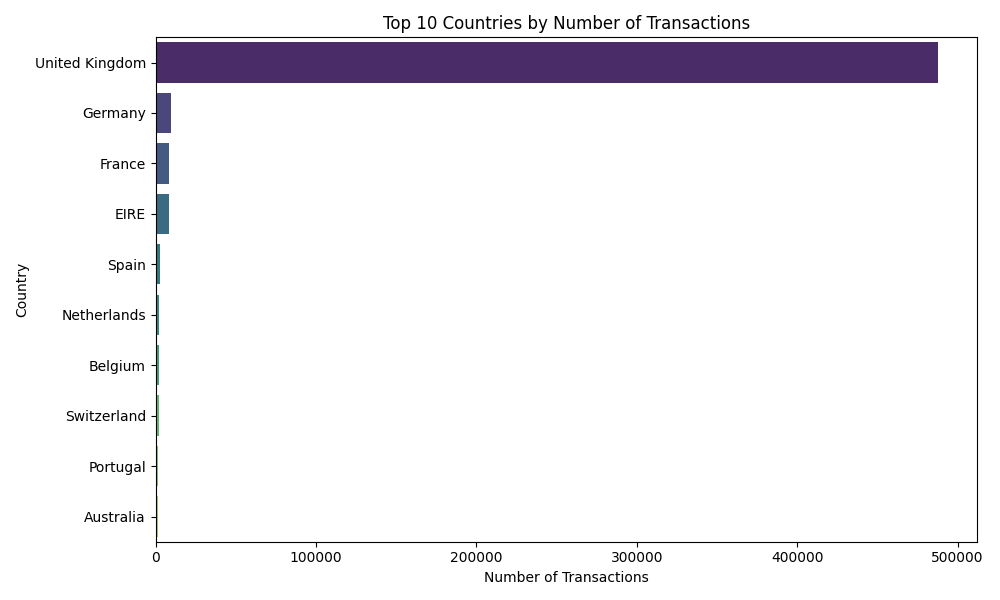 Top 10 Countries by Number of Transactions
Country
United Kingdom
Germany
France
EIRE
Spain
Netherlands
Belgium
Switzerland
Portugal
Australia
0 100000 200000 300000 400000 500000
Number of Transactions